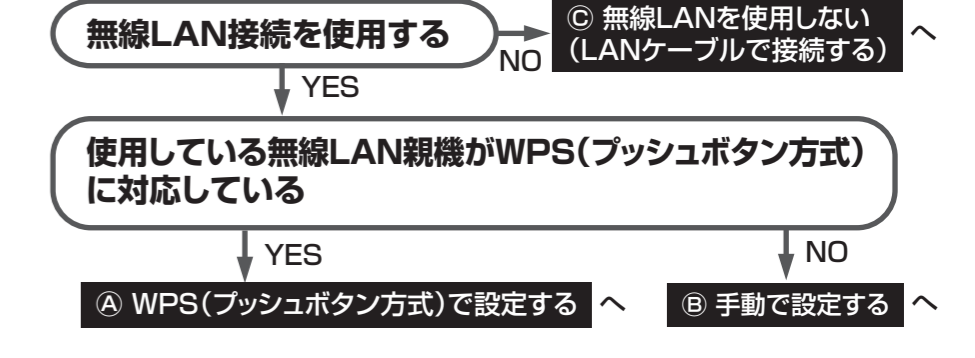 無線LAN接続を使用する
NO
Ⓒ 無線LANを使用しない
(LANケーブルで接続する)
へ
YES
使用している無線LAN親機がWPS(プッシュボタン方式)
に対応している
YES
NO
Ⓐ WPS(プッシュボタン方式)で設定する へ
Ⓑ 手動で設定する へ